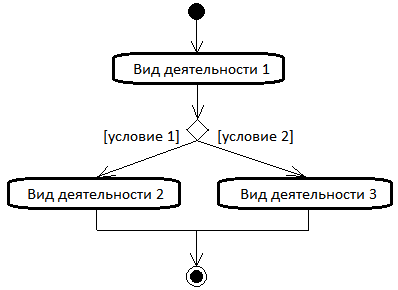 Вид деятельности 1
[условие 1]
[условие 2]
Вид деятельности 2
Вид деятельности 3